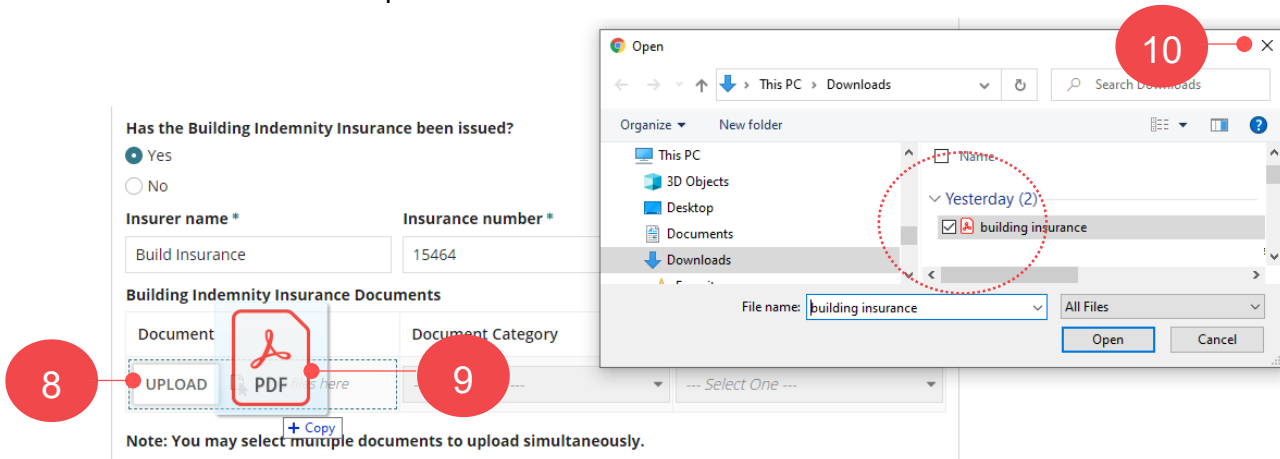 Open
10
This PC > Downloads
Search Downloads
Organize
New folder
This PC
3D Objects
Desktop
Documents
Downloads
Name
Yesterday (2)
building insurance
File name: building insurance
All Files
Open
Cancel
Has the Building Indemnity Insurance been issued?
Yes
No
Insurer name *
Insurance number *
Build Insurance
15464
Building Indemnity Insurance Documents
Document
Document Category
8
UPLOAD
PDF
files here
9
--- Select One ---
+ Copy
Note: You may select multiple documents to upload simultaneously.